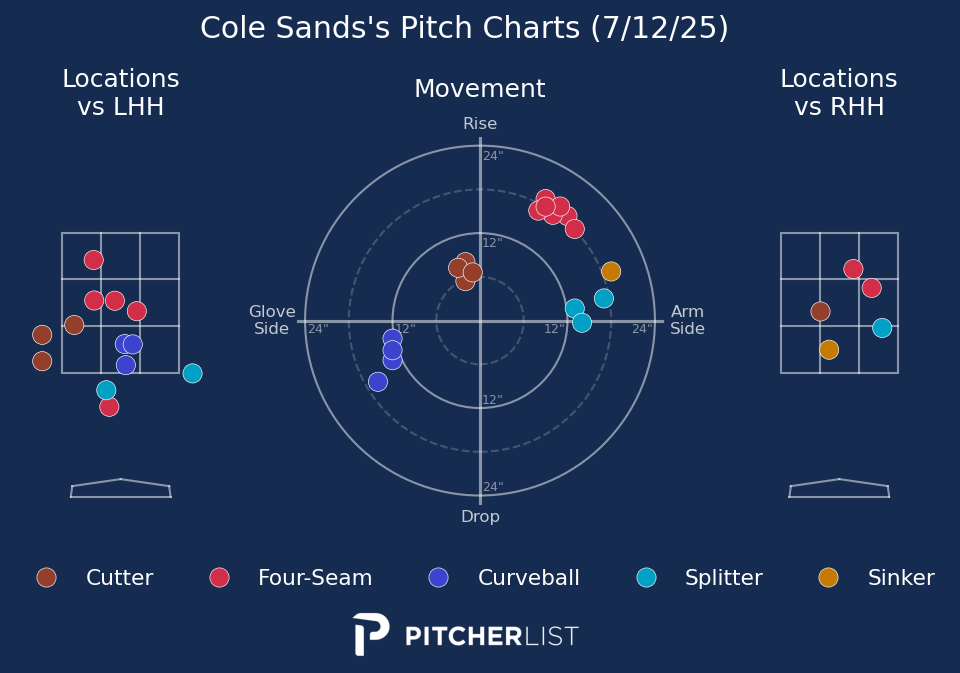 Cole Sands's Pitch Charts (7/12/25)
Locations
vs LHH
Movement
Locations
vs RHH
Rise
24"
12"
Glove
Side
24"
12"
12"
24"
Arm
Side
12"
24"
Drop
Cutter
Four-Seam
Curveball
Splitter
Sinker
PITCHERLIST